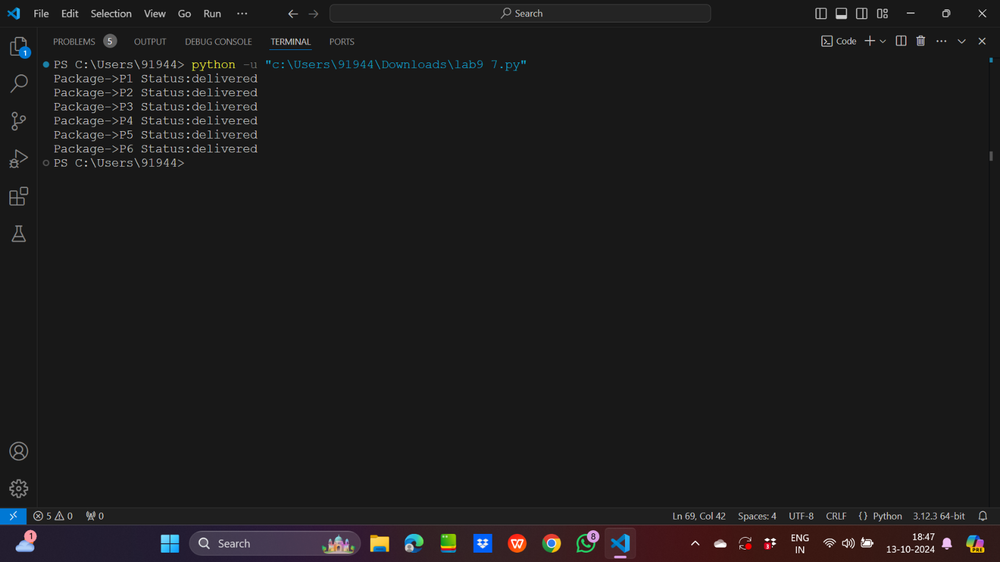 File Edit Selection View Go Run ··· Search
PROBLEMS 5 OUTPUT DEBUG CONSOLE TERMINAL PORTS Code
1
PS C:\Users\91944> python -u "c:\Users\91944\Downloads\lab9 7.py"
Package->P1 Status:delivered
Package->P2 Status:delivered
Package->P3 Status:delivered
Package->P4 Status:delivered
Package->P5 Status:delivered
Package->P6 Status:delivered
PS C:\Users\91944>
5 0 0 Ln 69, Col 42 Spaces: 4 UTF-8 CRLF {} Python 3.12.3 64-bit
1 Search W 8 3 ENG IN 18:47 13-10-2024 PRE